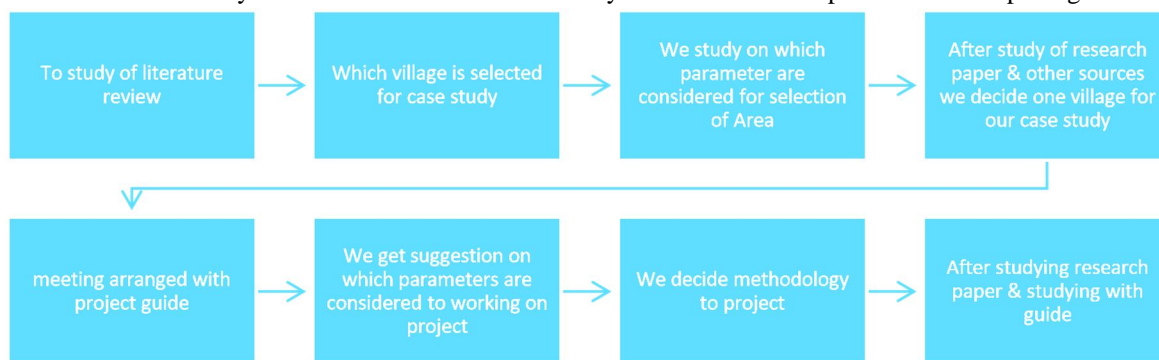 To study of literature
review
Which village is selected
for case study
We study on which
parameter are
considered for selection
of Area
After study of research
paper & other sources
we decide one village for
our case study
meeting arranged with
project guide
We get suggestion on
which parameters are
considered to working on
project
We decide methodology
to project
After studying research
paper & studying with
guide